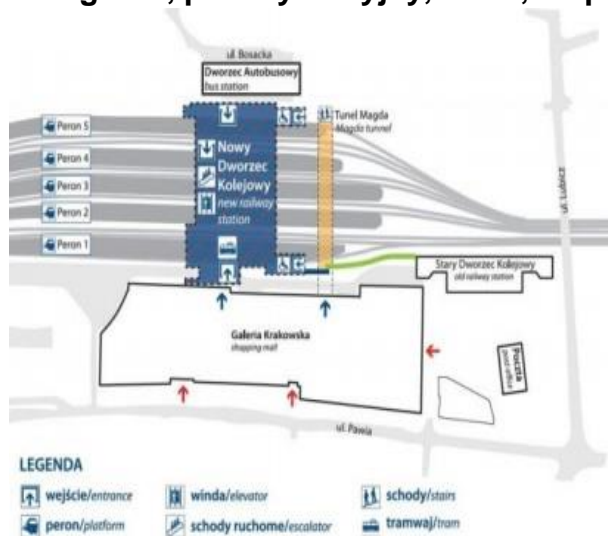 ul. Bosacka
Dworzec Autobusowy
bus station
Tunel Magda
Magda tunnel
Peron 5
Peron 4
Peron 3
Peron 2
Peron 1
Nowy
Dworzec
Kolejowy
new railway
station
Stary Dworzec Kolejowy
old railway station
ul. Lubicz
Galeria Krakowska
shopping mall
Poczta
post-office
ul. Pawia
LEGENDA
wejście/entrance
winda/elevator
schody/stairs
peron/platform
schody ruchome/escalator
tramwaj/tram